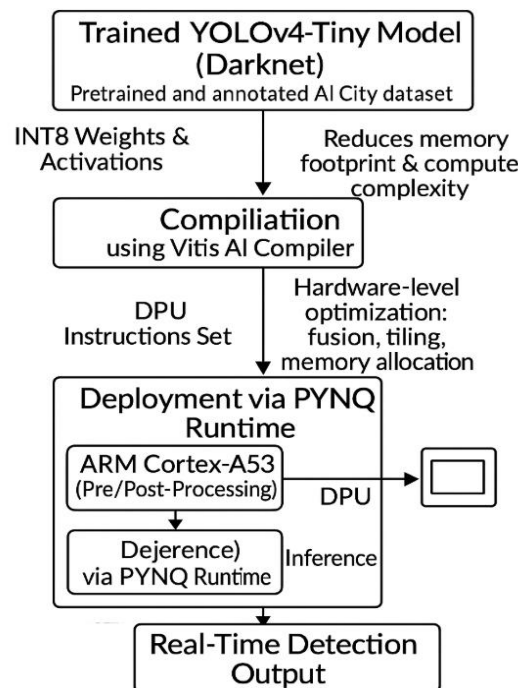 Trained YOLOv4-Tiny Model
(Darknet)
Pretrained and annotated AI City dataset
INT8 Weights &
Activations
Reduces memory
footprint & compute
complexity
Compiliatiion
using Vitis AI Compiler
DPU
Instructions Set
Hardware-level
optimization:
fusion, tiling,
memory allocation
Deployment via PYNQ
Runtime
ARM Cortex-A53
(Pre/Post-Processing)
DPU
Dejerence)
via PYNQ Runtime
Inference
Real-Time Detection
Output